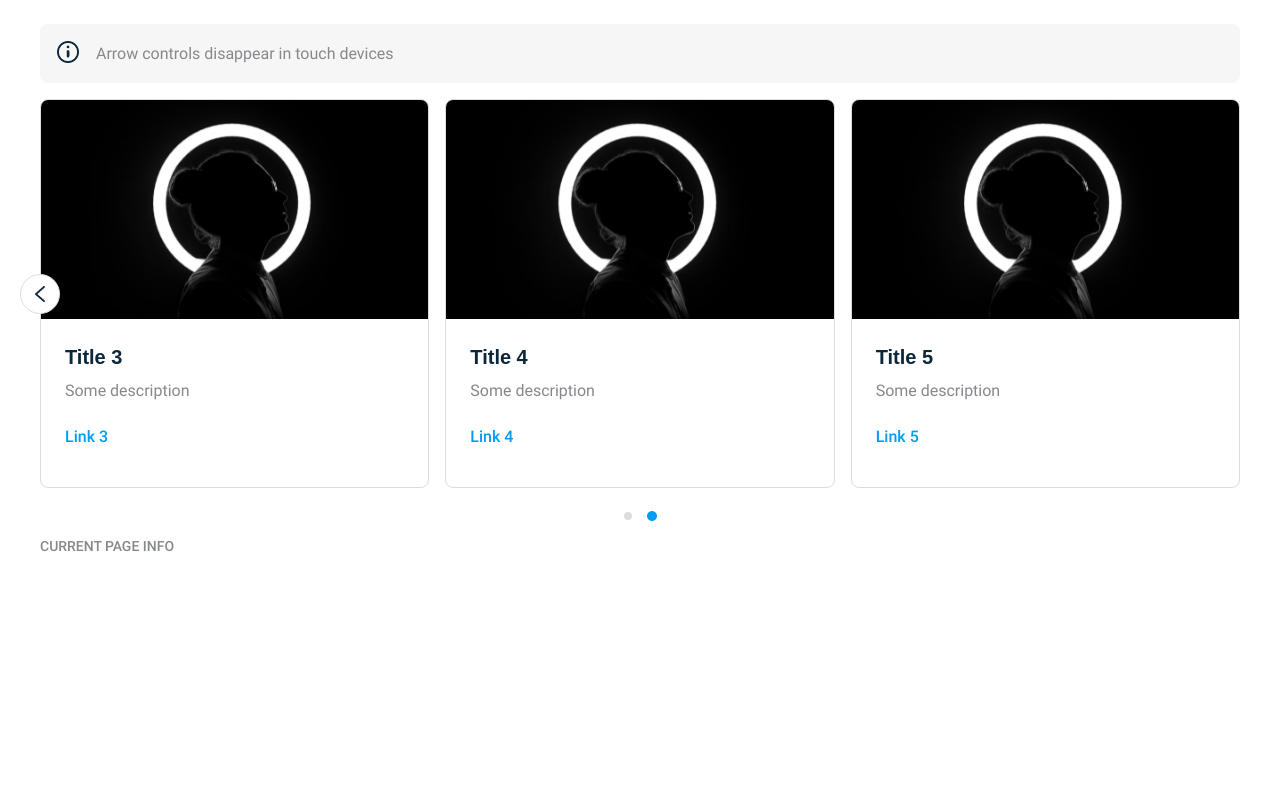 Arrow controls disappear in touch devices
Title 3
Some description
Link 3
Title 4
Some description
Link 4
Title 5
Some description
Link 5
CURRENT PAGE INFO